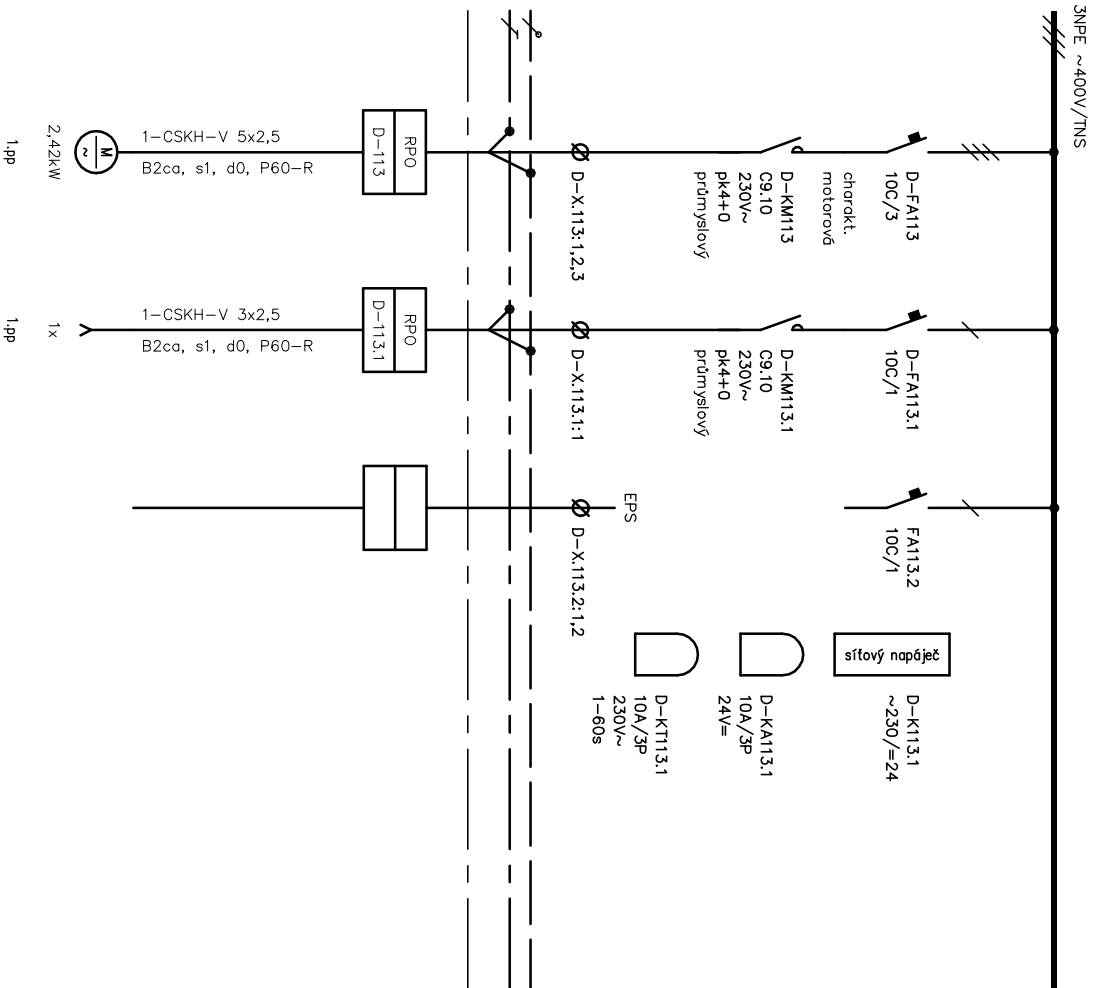 3NPE ~400V/TNS
D-FA113
10C/3
charakt.
motorová
D-KM113
C9.10
230V~
pk4+0
průmyslový
D-X.113:1,2,3
RPO
D-113
1-CSKH-V 5x2,5
B2ca, s1, d0, P60-R
M
~
2,42kW
1.pp
D-FA113.1
10C/1
D-KM113.1
C9.10
230V~
pk4+0
průmyslový
D-X.113.1:1
RPO
D-113.1
1-CSKH-V 3x2,5
B2ca, s1, d0, P60-R
1x
1.pp
FA113.2
10C/1
EPS
D-X.113.2:1,2
síťový napáječ
D-K113.1
~230/=24
D-KA113.1
10A/3P
24V=
D-KT113.1
10A/3P
230V~
1-60s